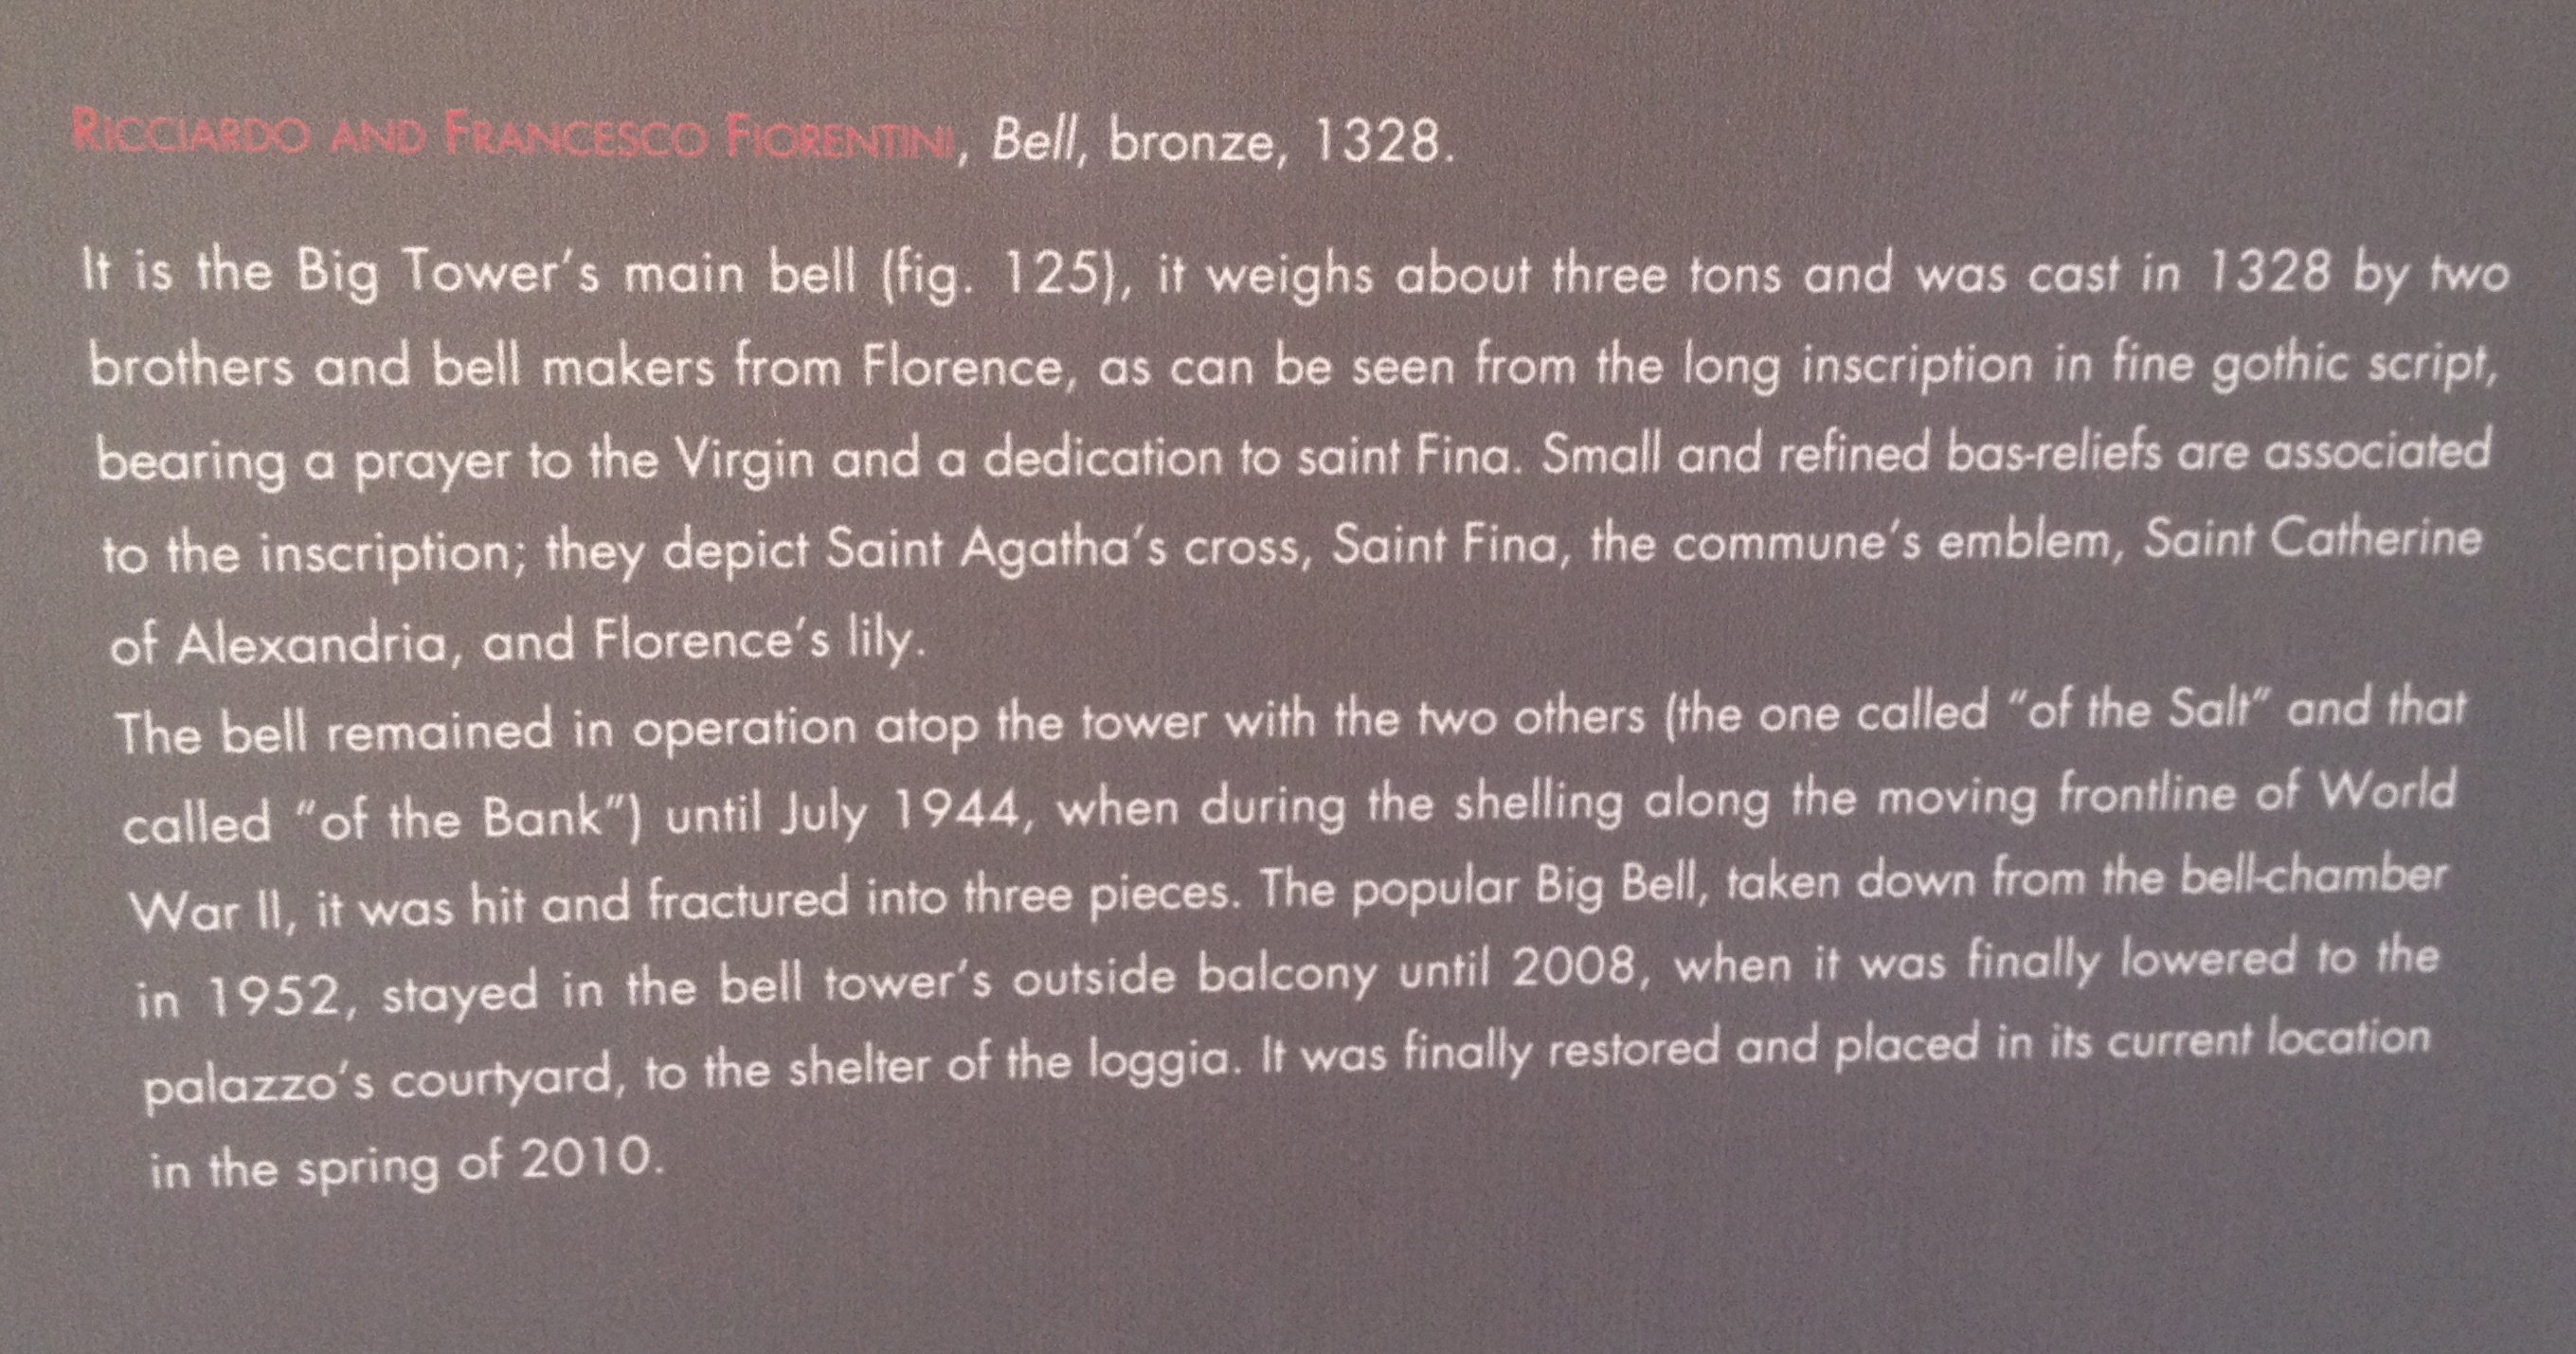 RICCIARDO AND FRANCESCO FIORENTINI, Bell, bronze, 1328.
It is the Big Tower's main bell (fig. 125), it weighs about three tons and was cast in 1328 by two
brothers and bell makers from Florence, as can be seen from the long inscription in fine gothic script,
bearing a prayer to the Virgin and a dedication to saint Fina. Small and refined bas-reliefs are associated
to the inscription; they depict Saint Agatha's cross, Saint Fina, the commune's emblem, Saint Catherine
of Alexandria, and Florence's lily.
The bell remained in operation atop the tower with the two others (the one called "of the Salt" and that
called "of the Bank") until July 1944, when during the shelling along the moving frontline of World
War II, it was hit and fractured into three pieces. The popular Big Bell, taken down from the bell-chamber
in 1952, stayed in the bell tower's outside balcony until 2008, when it was finally lowered to the
palazzo's courtyard, to the shelter of the loggia. It was finally restored and placed in its current location
in the spring of 2010.